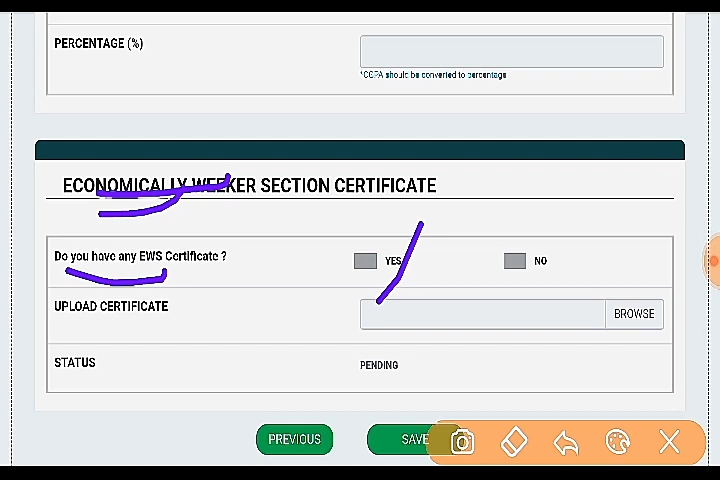 PERCENTAGE (%)
*CGPA should be converted to percentage
ECONOMICALLY WEEKER SECTION CERTIFICATE
Do you have any EWS Certificate ?
YES
NO
UPLOAD CERTIFICATE
BROWSE
STATUS
PENDING
PREVIOUS
SAVE